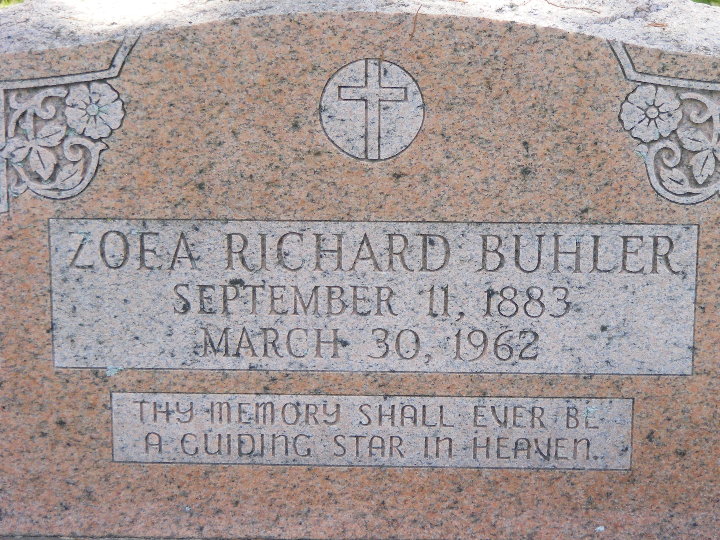 ZOEA RICHARD BUHLER
SEPTEMBER 11, 1883
MARCH 30, 1962
THY MEMORY SHALL EVER BE
A GUIDING STAR IN HEAVEN.